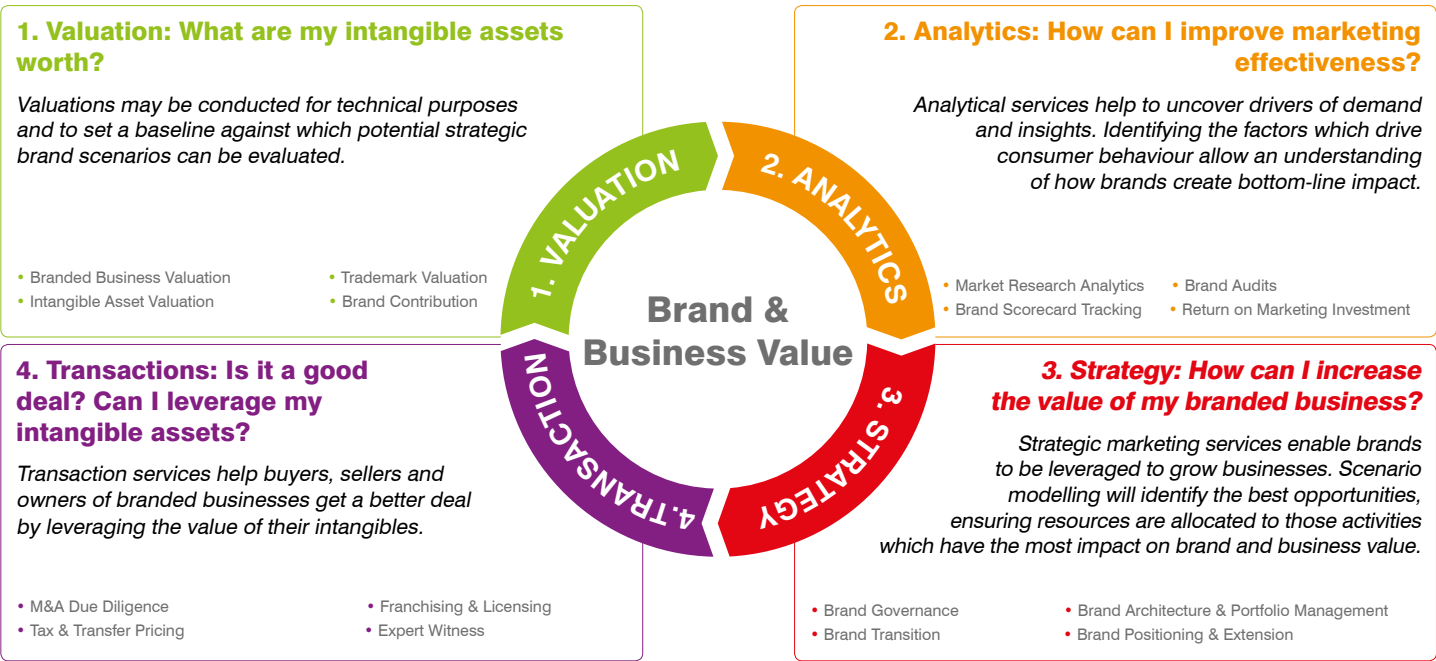 1. Valuation: What are my intangible assets
worth?
Valuations may be conducted for technical purposes
and to set a baseline against which potential strategic
brand scenarios can be evaluated.
• Branded Business Valuation
• Trademark Valuation
• Intangible Asset Valuation
• Brand Contribution
2. Analytics: How can I improve marketing
effectiveness?
Analytical services help to uncover drivers of demand
and insights. Identifying the factors which drive
consumer behaviour allow an understanding
of how brands create bottom-line impact.
• Market Research Analytics
• Brand Audits
• Brand Scorecard Tracking
• Return on Marketing Investment
1. VALUATION
2. ANALYTICS
3. STRATEGY
4.TRANSACTION
Brand &
Business Value
4. Transactions: Is it a good
deal? Can I leverage my
intangible assets?
Transaction services help buyers, sellers and
owners of branded businesses get a better deal
by leveraging the value of their intangibles.
• M&A Due Diligence
• Franchising & Licensing
• Tax & Transfer Pricing
• Expert Witness
3. Strategy: How can I increase
the value of my branded business?
Strategic marketing services enable brands
to be leveraged to grow businesses. Scenario
modelling will identify the best opportunities,
ensuring resources are allocated to those activities
which have the most impact on brand and business value.
• Brand Governance
• Brand Architecture & Portfolio Management
• Brand Transition
• Brand Positioning & Extension